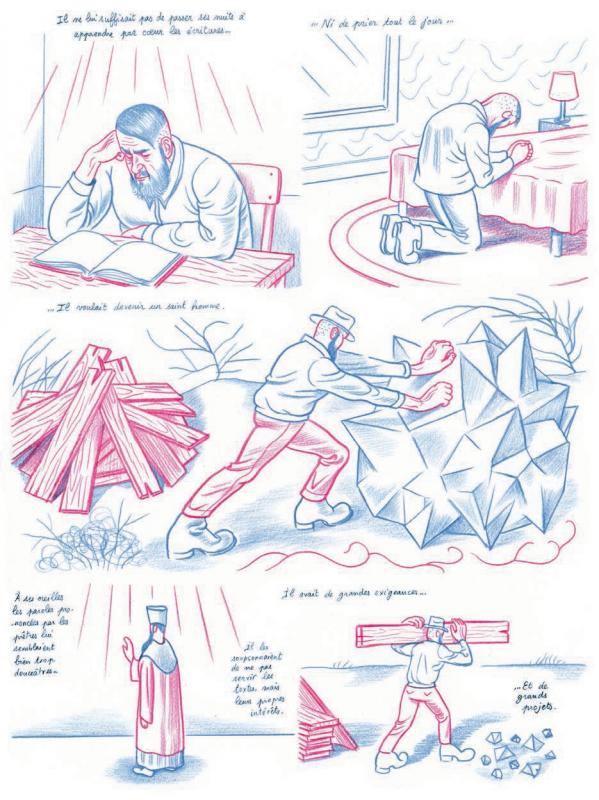 Il ne lui suffisait pas de passer ses nuits à
apprendre par cœur les écritures...
... Ni de prier tout le jour...
...Il voulait devenir un saint homme.
À ses oreilles
les paroles pro-
-noncées par les
prêtres lui
semblaient
bien trop
douceâtres...
Il les
soupçonnaient
de ne pas
servir les
textes, mais
leurs propres
intérêts.
Il avait de grandes exigeances...
...Et de
grands
projets.